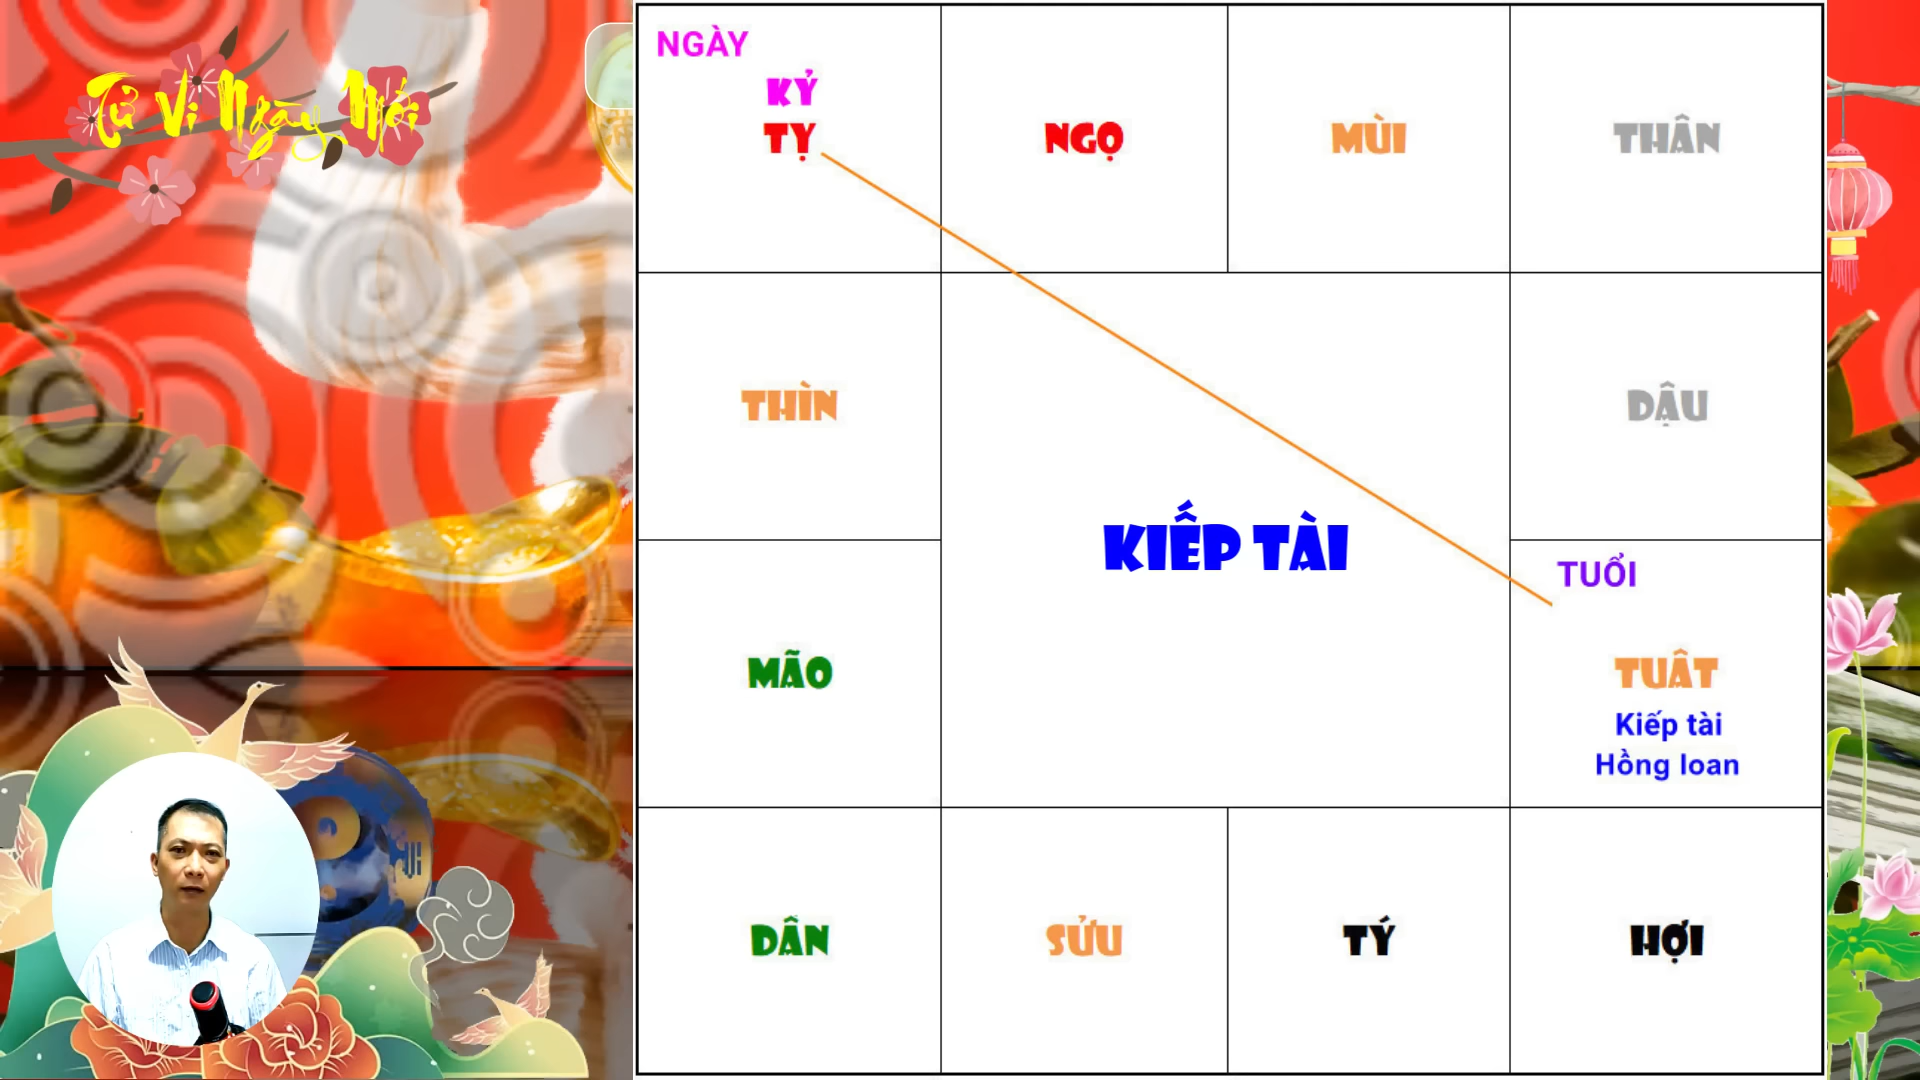 Tử Vi Ngày Mới
NGÀY
KỶ
TỴ
NGỌ
MÙI
THÂN
THÌN
DẬU
KIẾP TÀI
TUỔI
MÃO
TUẤT
Kiếp tài
Hồng loan
DẦN
SỬU
TÝ
HỢI